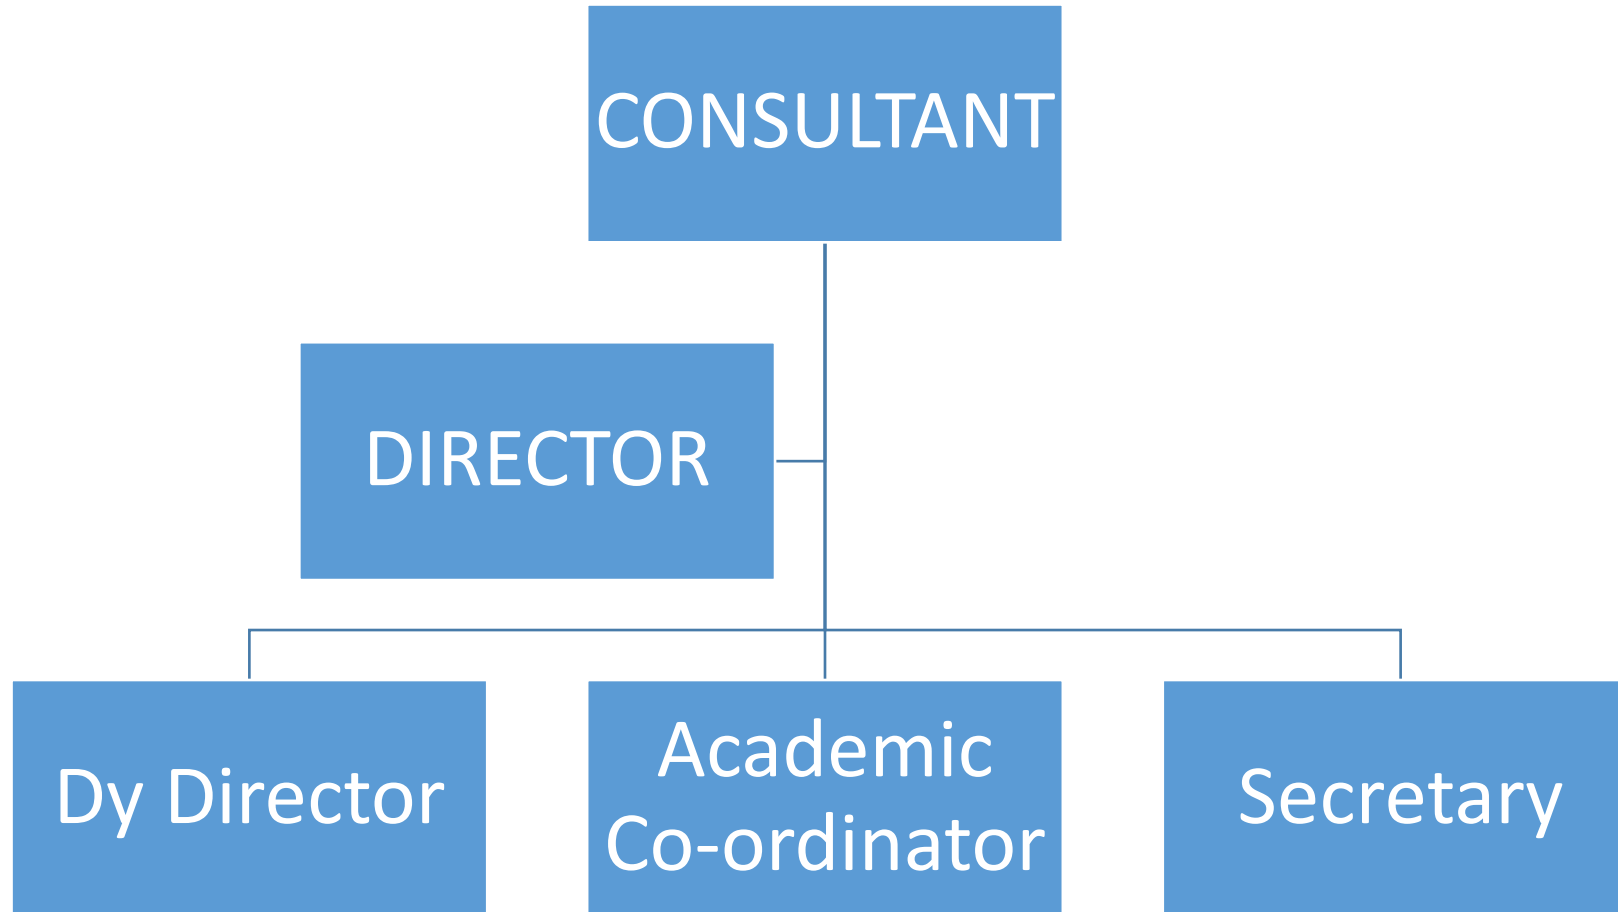 CONSULTANT
DIRECTOR
Dy Director
Academic
Co-ordinator
Secretary